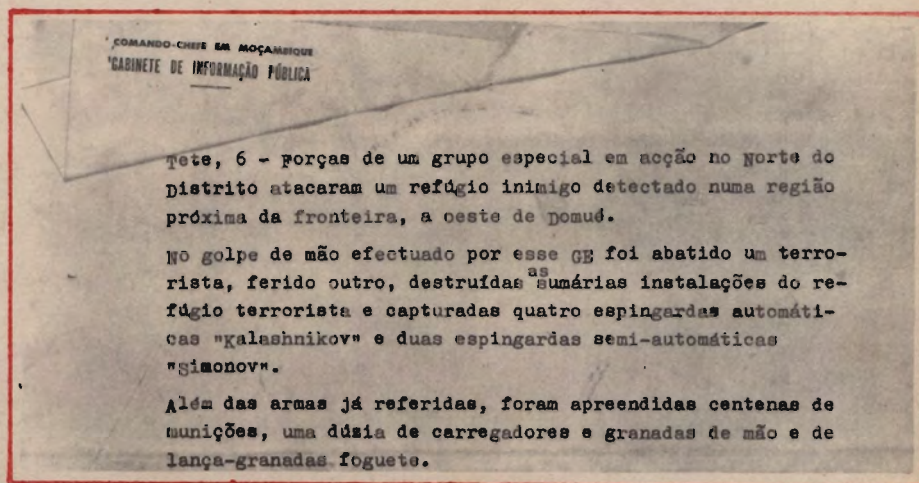 COMANDO-CHEFE EM MOÇAMBIQUE
GABINETE DE INFORMAÇÃO PÚBLICA
Tete, 6 - Forças de um grupo especial em acção no Norte do
Distrito atacaram um refúgio inimigo detectado numa região
próxima da fronteira, a oeste de Domué.
No golpe de mão efectuado por esse GE foi abatido um terro-
rista, ferido outro, destruídas as sumárias instalações do re-
fúgio terrorista e capturadas quatro espingardas automáti-
cas "Kalashnikov" e duas espingardas semi-automáticas
"Simonov".
Além das armas já referidas, foram apreendidas centenas de
munições, uma dúzia de carregadores e granadas de mão e de
lança-granadas foguete.